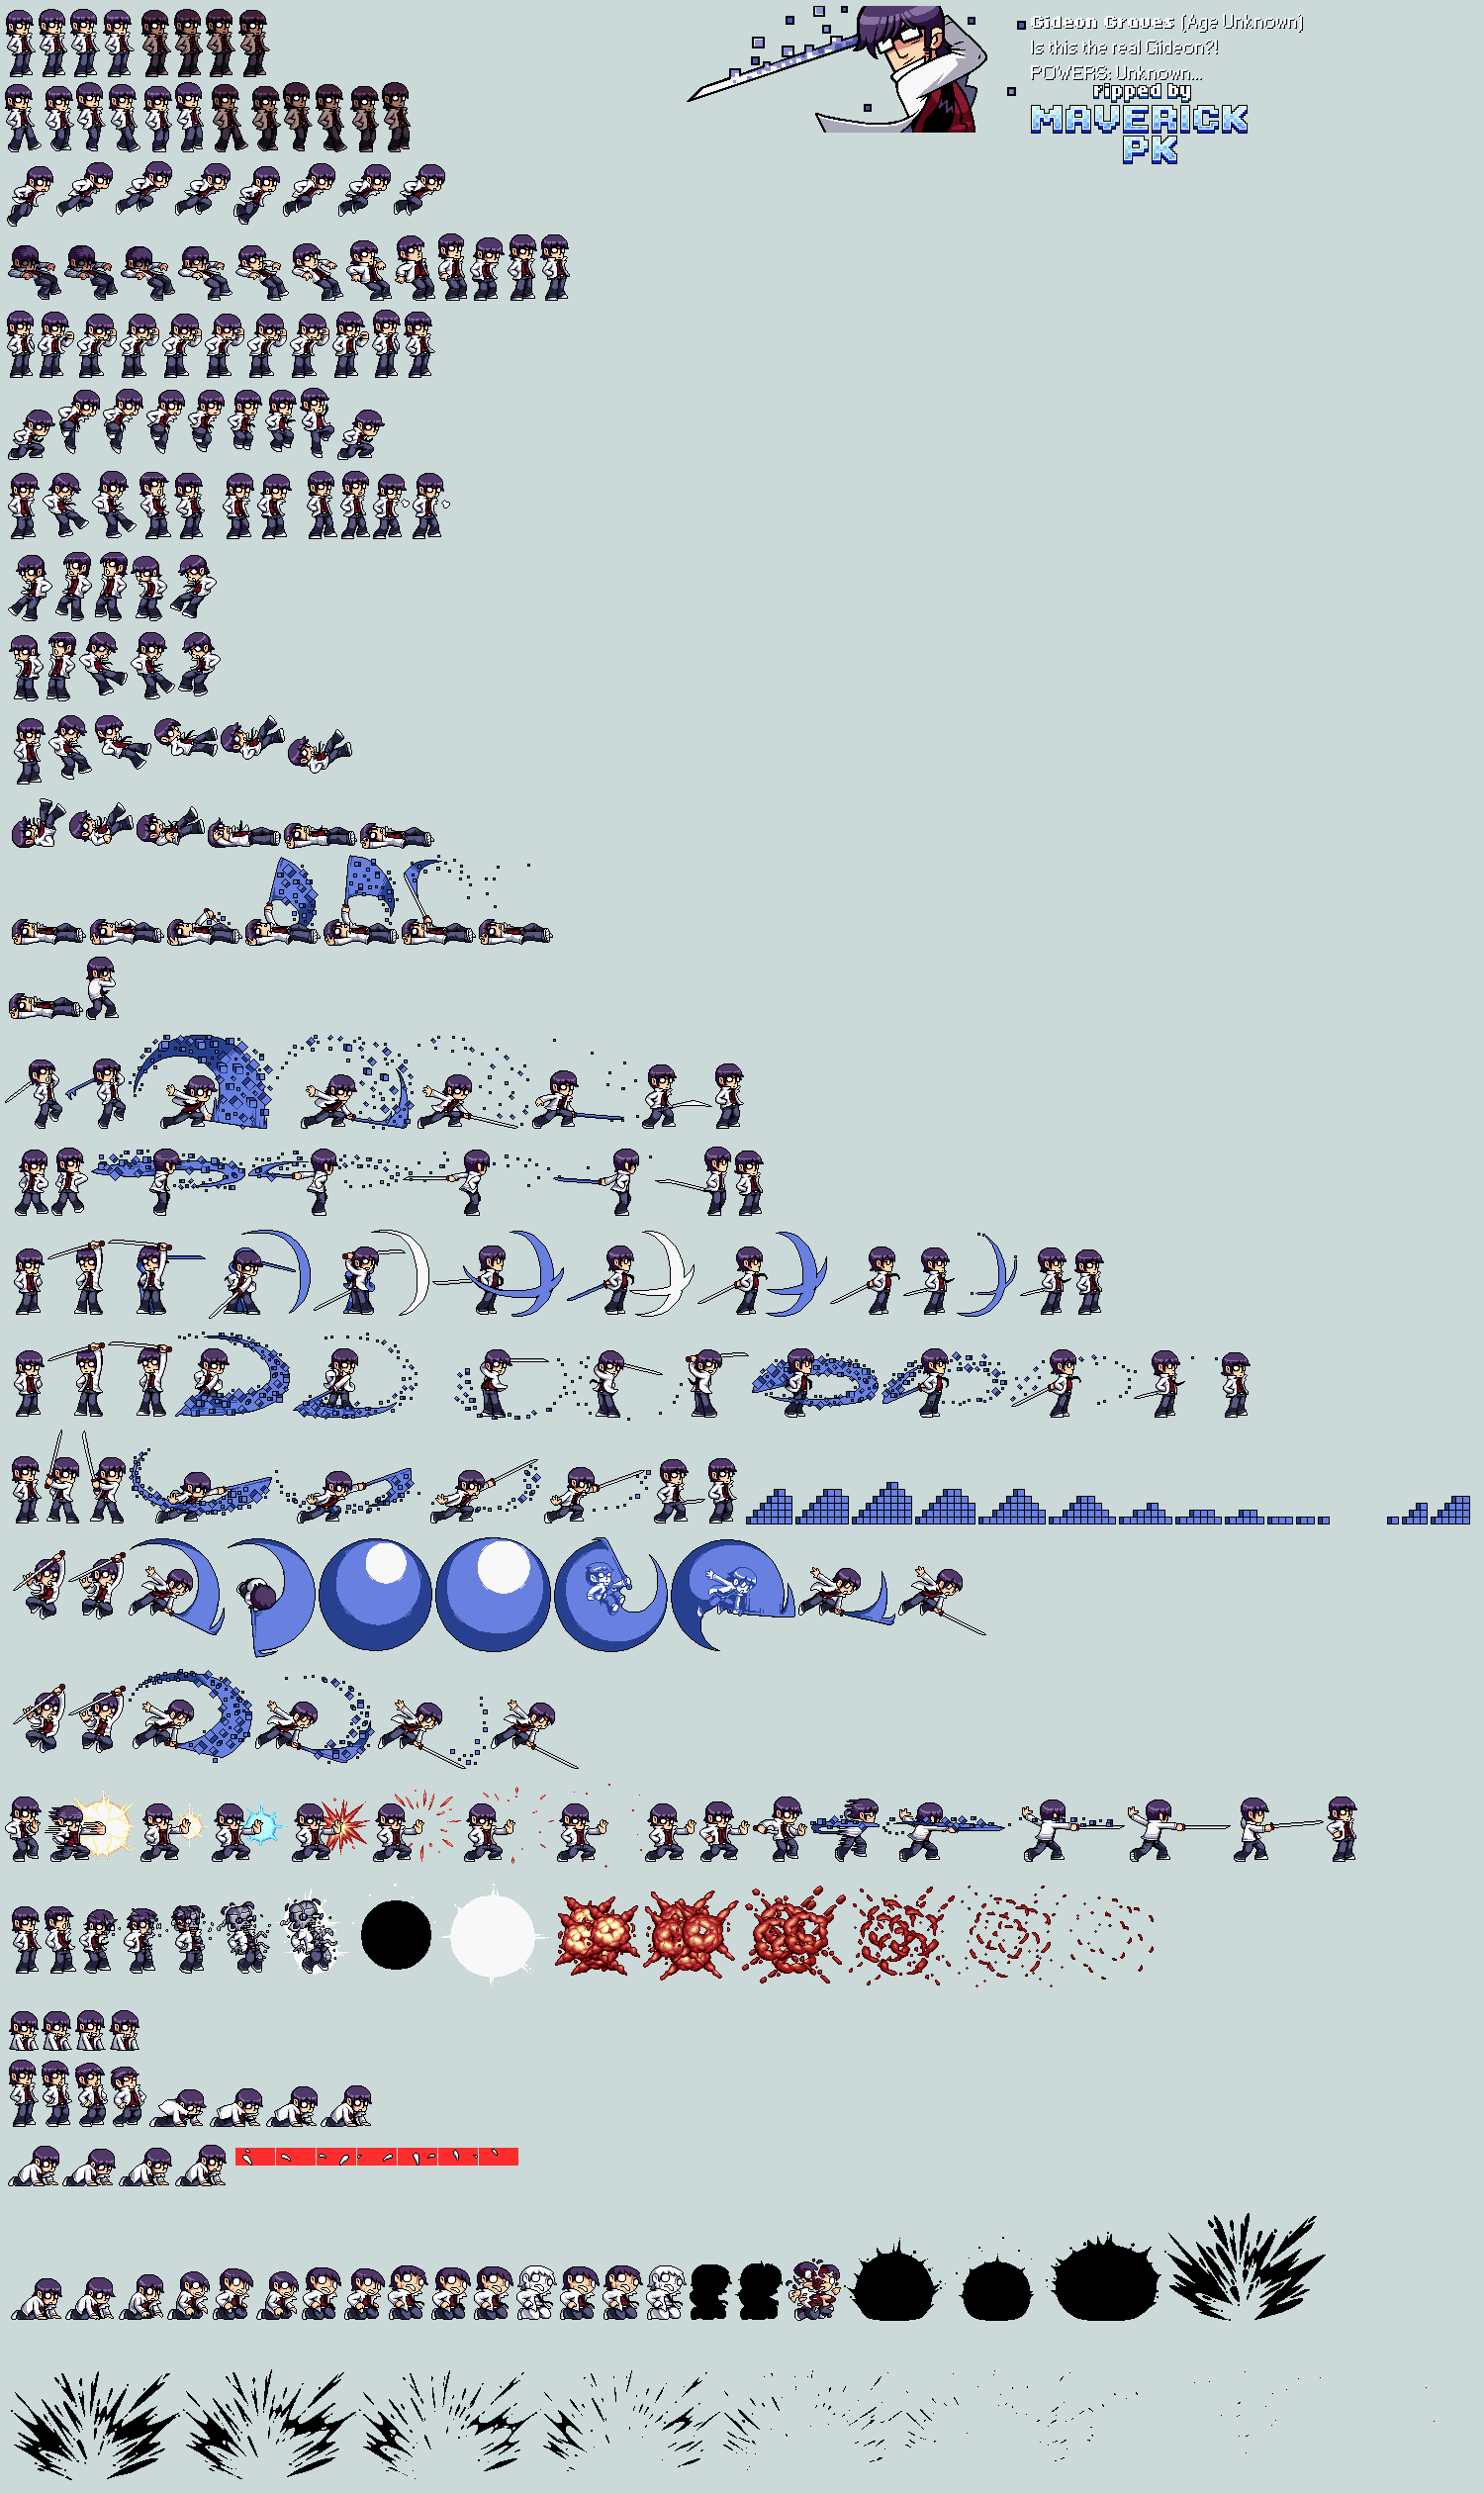 Gideon Graves (Age Unknown)
Is this the real Gideon?!
POWERS: Unknown...
ripped by
MAVERICK
PK